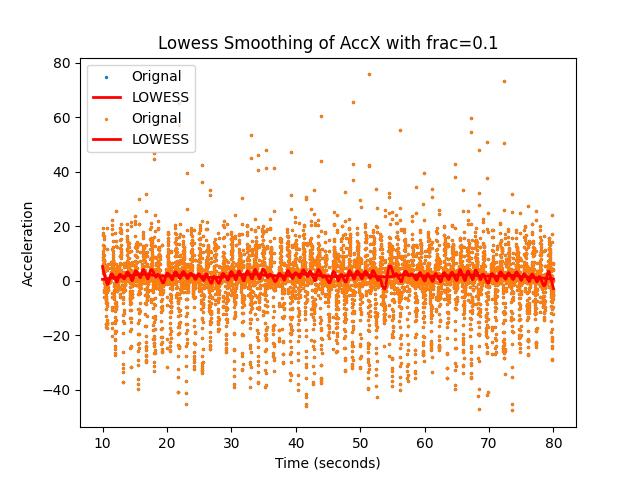 Lowess Smoothing of AccX with frac=0.1
80
60
40
20
0
−20
−40
Acceleration
Orignal
LOWESS
Orignal
LOWESS
10 20 30 40 50 60 70 80
Time (seconds)